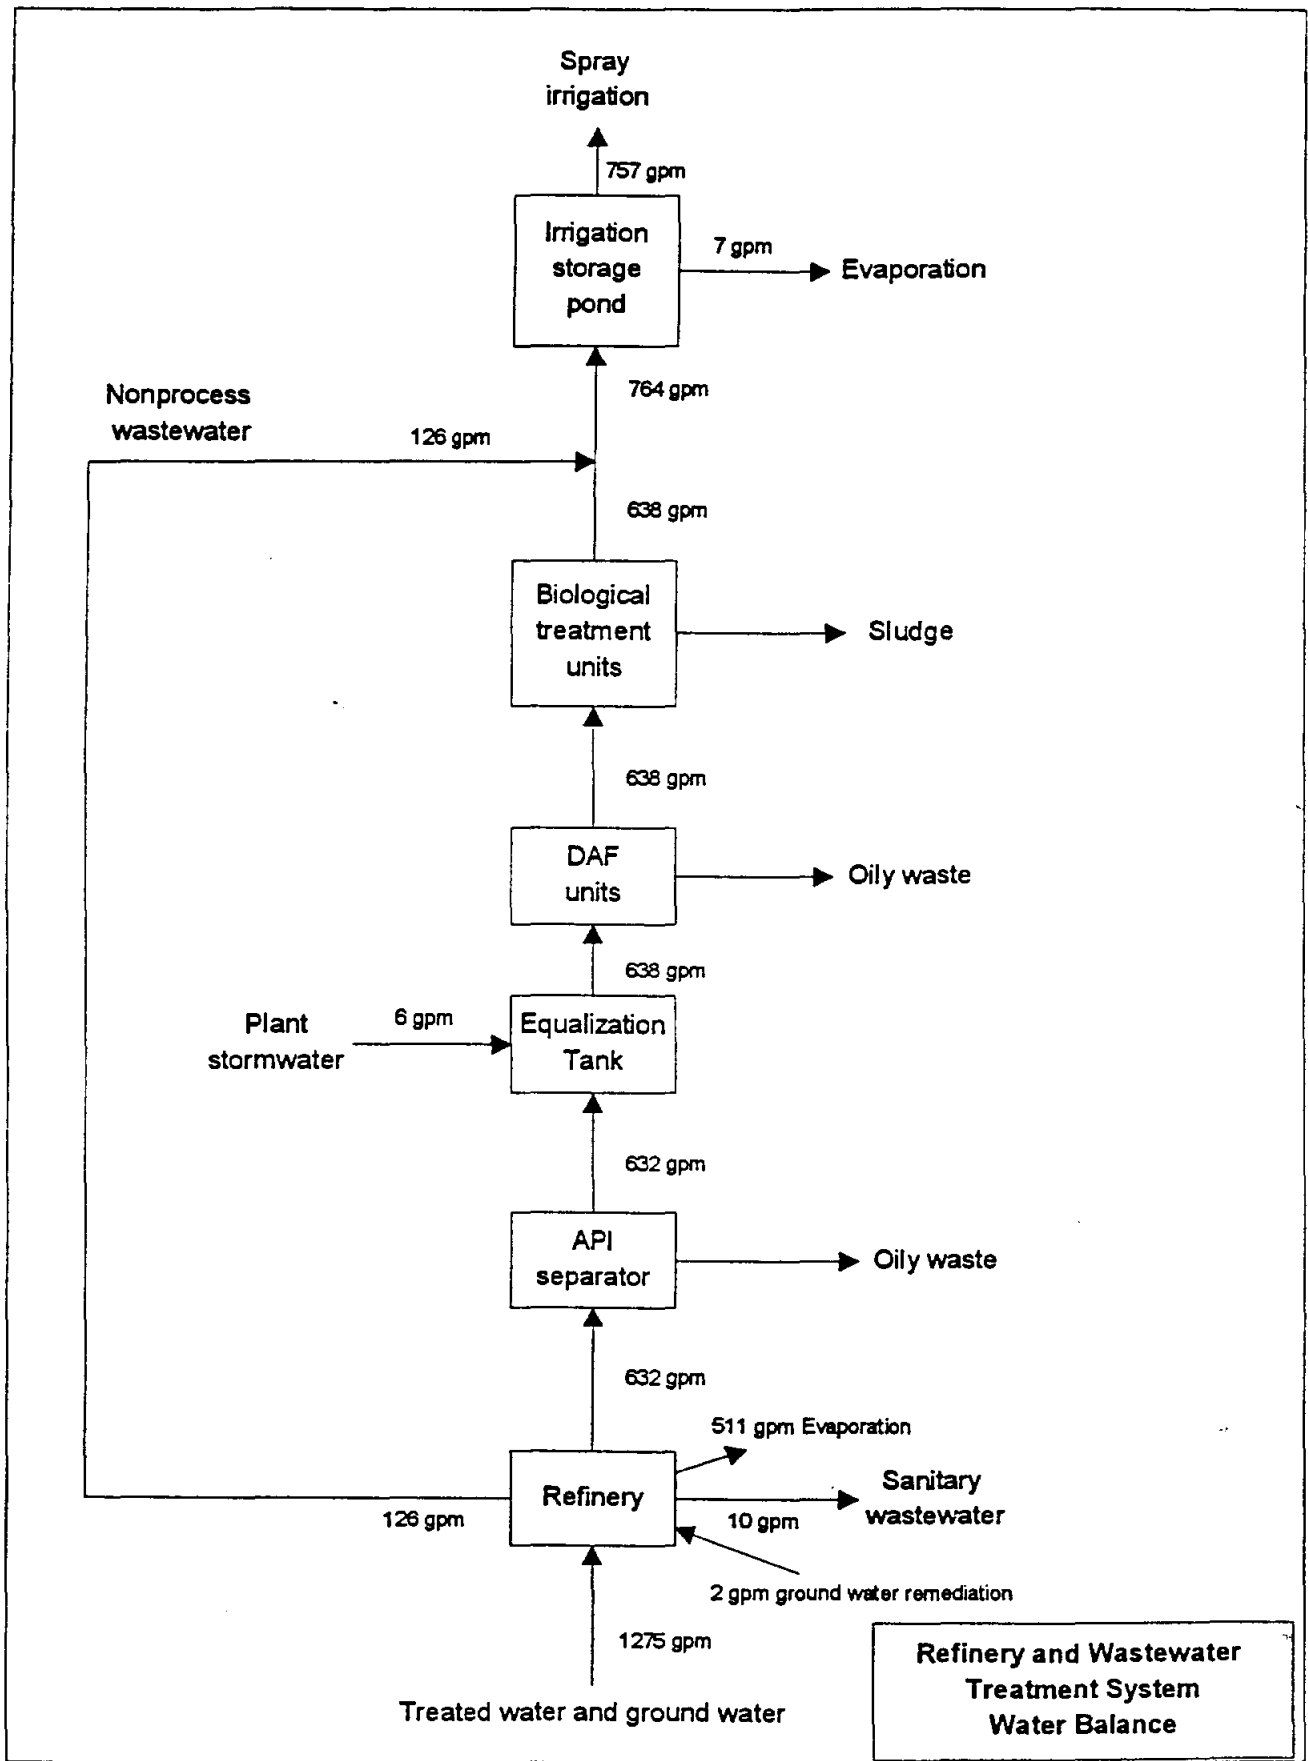 Spray
irrigation
757 gpm
Irrigation
storage
pond
7 gpm
Evaporation
764 gpm
Nonprocess
wastewater
126 gpm
638 gpm
Biological
treatment
units
Sludge
638 gpm
DAF
units
Oily waste
638 gpm
Plant
stormwater
6 gpm
Equalization
Tank
632 gpm
API
separator
Oily waste
632 gpm
511 gpm Evaporation
Refinery
126 gpm
10 gpm
Sanitary
wastewater
2 gpm ground water remediation
1275 gpm
Treated water and ground water
Refinery and Wastewater
Treatment System
Water Balance